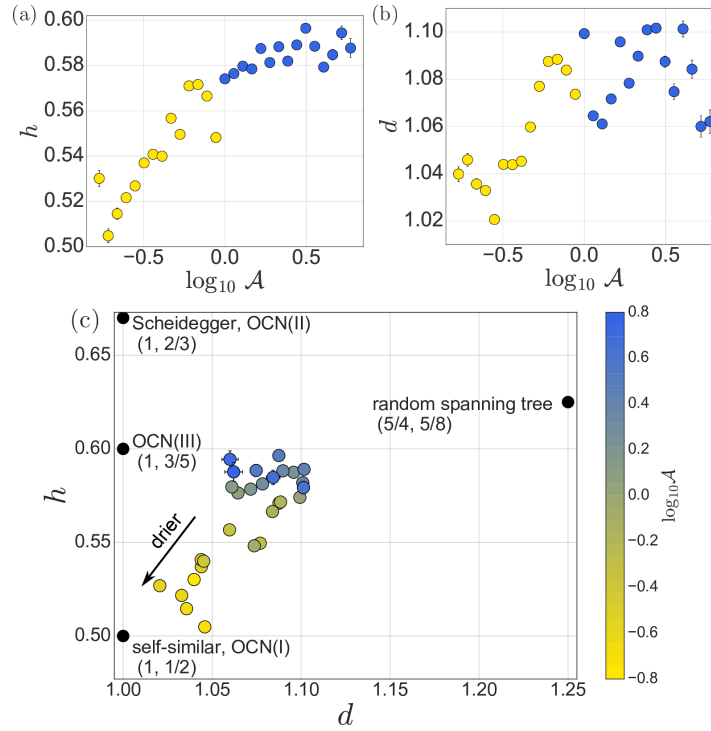 (a)
0.60
0.58
0.56
0.54
0.52
0.50
h
−0.5
0.0
0.5
log₁₀ 𝒜
(b)
1.10
1.08
1.06
1.04
1.02
d
−0.5
0.0
0.5
log₁₀ 𝒜
(c)
Scheidegger, OCN(II)
(1, 2/3)
0.65
random spanning tree
(5/4, 5/8)
OCN(III)
(1, 3/5)
0.60
h
drier
0.55
0.50
self-similar, OCN(I)
(1, 1/2)
1.00
1.05
1.10
1.15
1.20
1.25
d
0.8
0.6
0.4
0.2
0.0
−0.2
−0.4
−0.6
−0.8
log₁₀𝒜